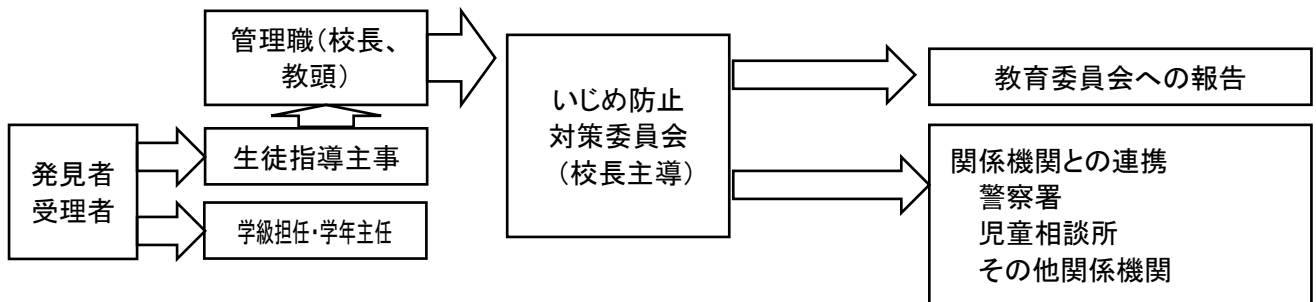 管理職(校長、
教頭)
いじめ防止
対策委員会
(校長主導)
教育委員会への報告
発見者
受理者
生徒指導主事
学級担任・学年主任
関係機関との連携
警察署
児童相談所
その他関係機関